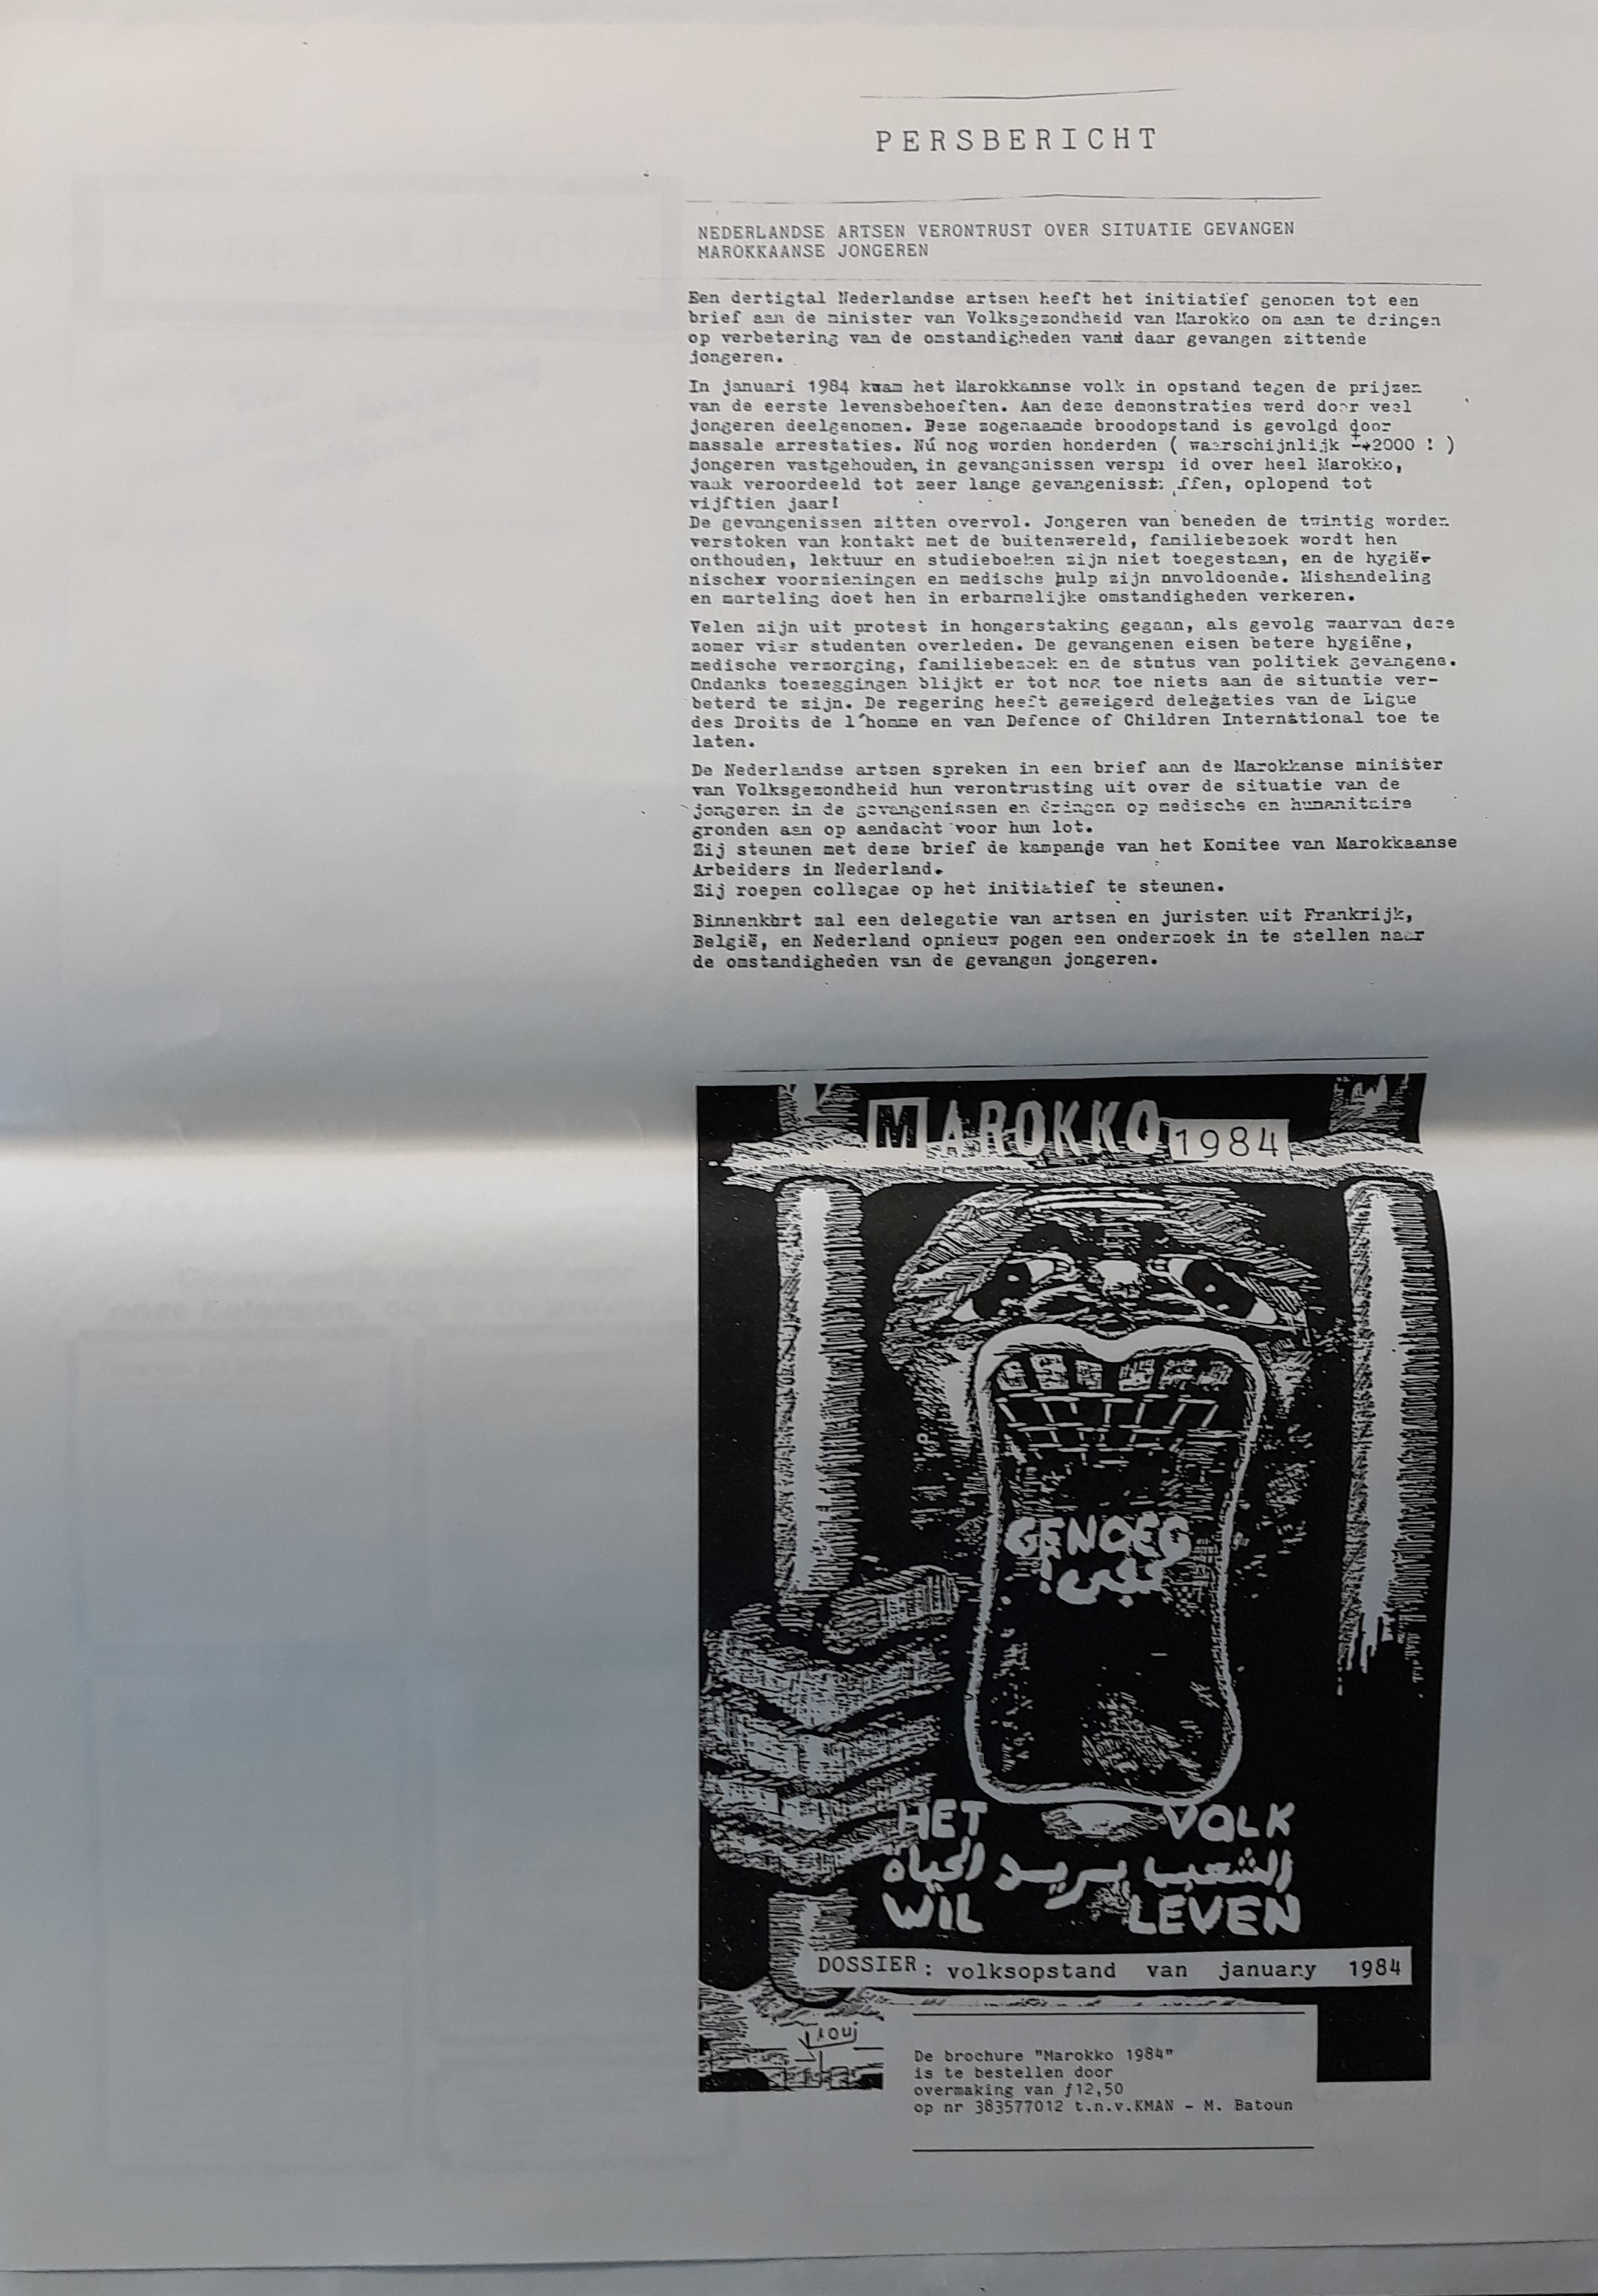 PERSBERICHT
NEDERLANDSE ARTSEN VERONTRUST OVER SITUATIE GEVANGEN
MAROKKAANSE JONGEREN
Een dertigtal Nederlandse artsen heeft het initiatief genomen tot een
brief aan de minister van Volksgezondheid van Marokko om aan te dringen
op verbetering van de omstandigheden vand daar gevangen zittende
jongeren.
In januari 1984 kwam het Marokkannse volk in opstand tegen de prijzen
van de eerste levensbehoeften. Aan deze demonstraties werd door veel
jongeren deelgenomen. Deze zogenaamde broodopstand is gevolgd door
massale arrestaties. Nú nog worden honderden ( waarschijnlijk ±2000 ! )
jongeren vastgehouden, in gevangenissen verspr id over heel Marokko,
vaak veroordeeld tot zeer lange gevangenisst: ffen, oplopend tot
vijftien jaar!
De gevangenissen zitten overvol. Jongeren van beneden de twintig worden
verstoken van kontakt met de buitenwereld, familiebezoek wordt hen
onthouden, lektuur en studieboeken zijn niet toegestaan, en de hygiër
nischex voorzieningen en medische hulp zijn onvoldoende. Mishandeling
en marteling doet hen in erbarmelijke omstandigheden verkeren.
Velen zijn uit protest in hongerstaking gegaan, als gevolg waarvan deze
zomer vier studenten overleden. De gevangenen eisen betere hygiëne,
medische verzorging, familiebezoek en de status van politiek gevangene.
Ondanks toezeggingen blijkt er tot nog toe niets aan de situatie ver-
beterd te zijn. De regering heeft geweigerd delegaties van de Ligue
des Droits de l'homme en van Defence of Children International toe te
laten.
De Nederlandse artsen spreken in een brief aan de Marokkanse minister
van Volksgezondheid hun verontrusting uit over de situatie van de
jongeren in de gevangenissen en dringen op medische en humanitaire
gronden aan op aandacht voor hun lot.
Zij steunen met deze brief de kampanje van het Komitee van Marokkaanse
Arbeiders in Nederland.
Zij roepen collegae op het initiatief te steunen.
Binnenkort zal een delegatie van artsen en juristen uit Frankrijk,
België, en Nederland opnieuw pogen een onderzoek in te stellen naar
de omstandigheden van de gevangen jongeren.
MAROKKO 1984
GENOEG
HET VOLK
الشعب يريد الحياة
WIL LEVEN
DOSSIER: volksopstand van january 1984
De brochure "Marokko 1984"
is te bestellen door
overmaking van ƒ12,50
op nr 383577012 t.n.v.KMAN - M. Batoun